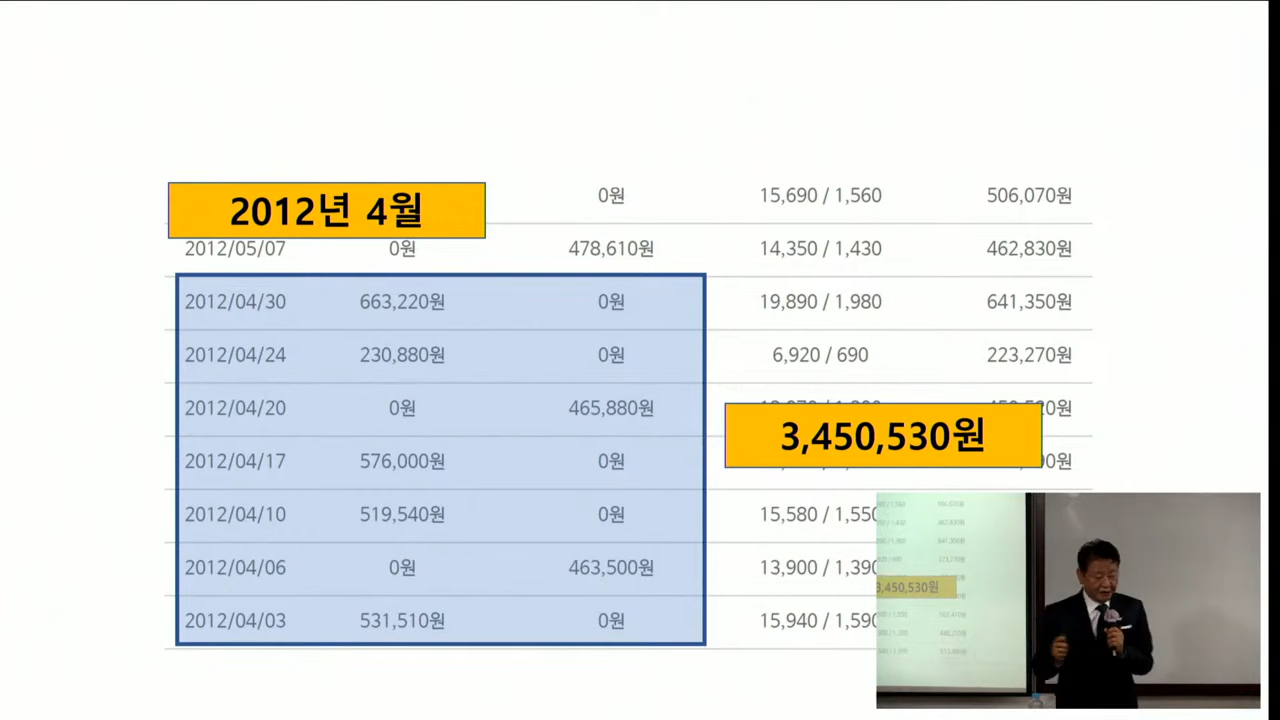 0원 15,690 / 1,560 506,070원
2012년 4월
2012/05/07 0원 478,610원 14,350 / 1,430 462,830원
2012/04/30 663,220원 0원 19,890 / 1,980 641,350원
2012/04/24 230,880원 0원 6,920 / 690 223,270원
2012/04/20 0원 465,880원
3,450,530원
2012/04/17 576,000원 0원
2012/04/10 519,540원 0원 15,580 / 1,550
2012/04/06 0원 463,500원 13,900 / 1,390
2012/04/03 531,510원 0원 15,940 / 1,590
3,450,530원